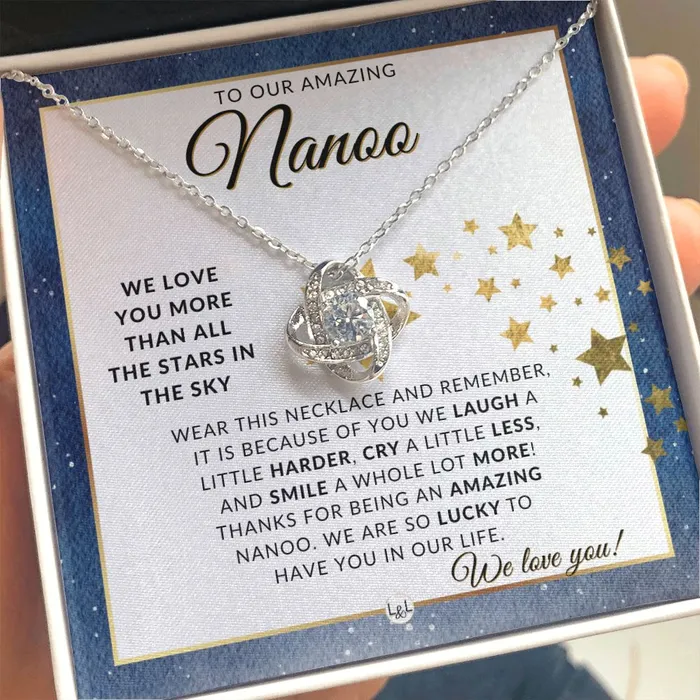 TO OUR AMAZING
Nanoo
WE LOVE
YOU MORE
THAN ALL
THE STARS IN
THE SKY
WEAR THIS NECKLACE AND REMEMBER,
IT IS BECAUSE OF YOU WE LAUGH A
LITTLE HARDER, CRY A LITTLE LESS,
AND SMILE A WHOLE LOT MORE!
THANKS FOR BEING AN AMAZING
NANOO. WE ARE SO LUCKY TO
HAVE YOU IN OUR LIFE.
We love you!
L&L